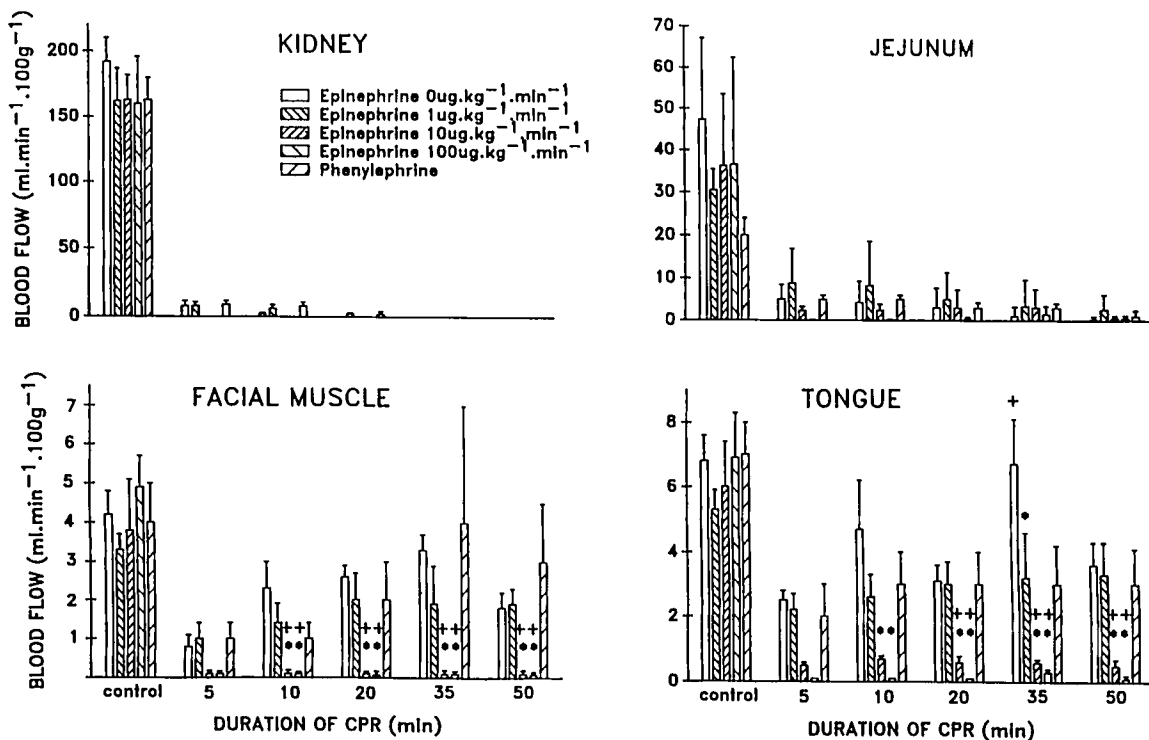 KIDNEY
BLOOD FLOW (ml.min⁻¹.100g⁻¹)
200
150
100
50
0
Epinephrine 0ug.kg⁻¹.min⁻¹
Epinephrine 1ug.kg⁻¹.min⁻¹
Epinephrine 10ug.kg⁻¹.min⁻¹
Epinephrine 100ug.kg⁻¹.min⁻¹
Phenylephrine
JEJUNUM
70
60
50
40
30
20
10
0
FACIAL MUSCLE
BLOOD FLOW (ml.min⁻¹.100g⁻¹)
7
6
5
4
3
2
1
++ ++ ++ ++
** ** ** **
control 5 10 20 35 50
DURATION OF CPR (min)
TONGUE
8
6
4
2
0
+
*
++ ++ ++
** ** ** **
control 5 10 20 35 50
DURATION OF CPR (min)